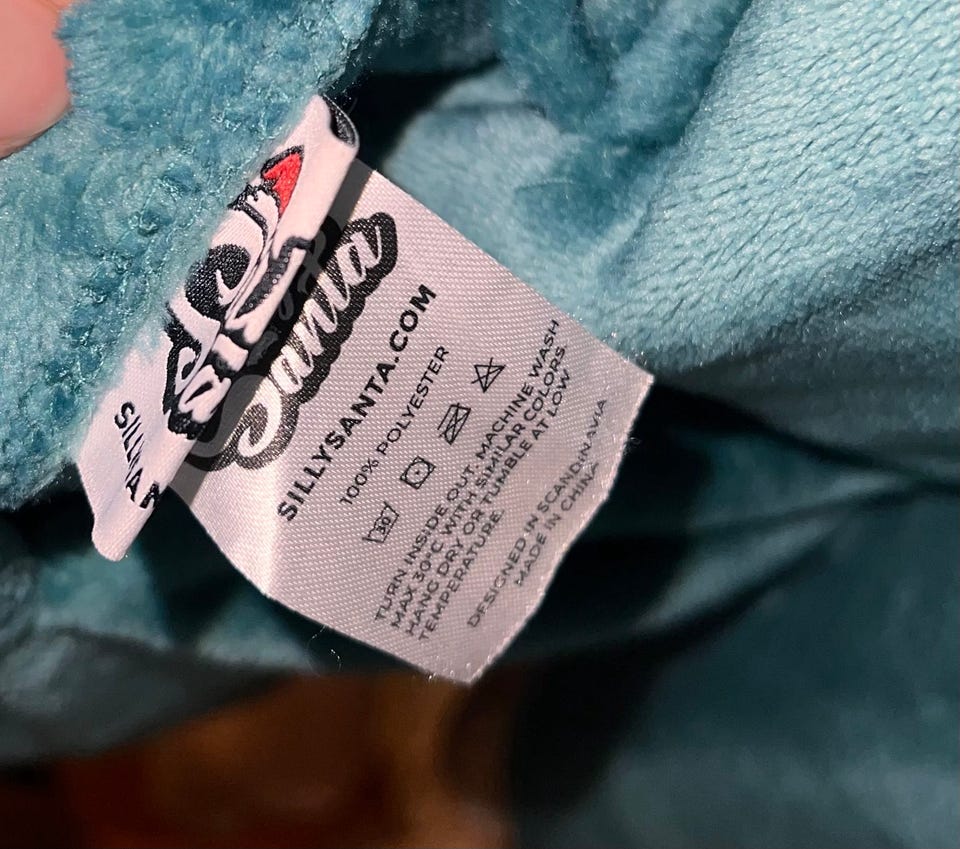 Santa
SILLYSANTA.COM
100% POLYESTER
30°
TURN INSIDE OUT. MACHINE WASH
MAX 30°C WITH SIMILAR COLORS
HANG DRY OR TUMBLE AT LOW
TEMPERATURE.
DESIGNED IN SCANDINAVIA
MADE IN CHINA